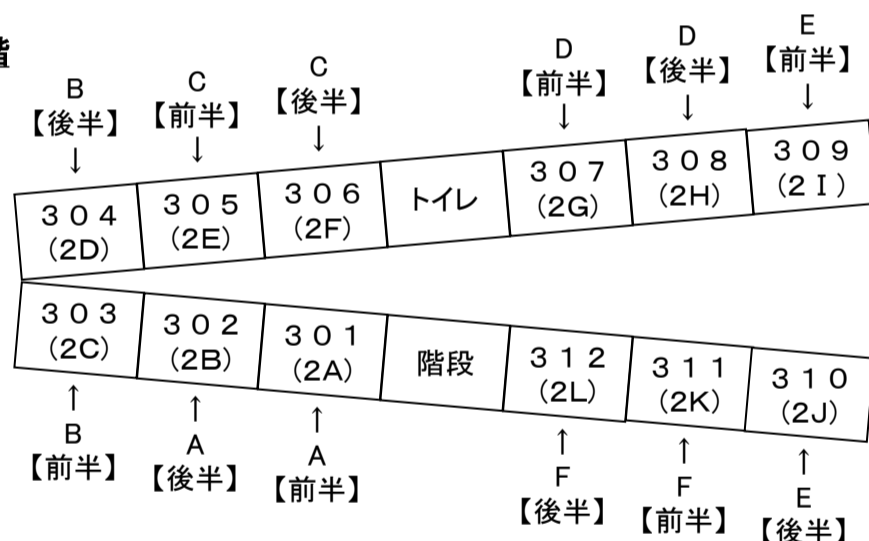 階
B
【後半】
↓
C
【前半】
↓
C
【後半】
↓
D
【前半】
↓
D
【後半】
↓
E
【前半】
↓
３０４
(2D)
３０５
(2E)
３０６
(2F)
トイレ
３０７
(2G)
３０８
(2H)
３０９
(2Ｉ)
３０３
(2C)
３０２
(2B)
３０１
(2A)
階段
３１２
(2L)
３１１
(2K)
３１０
(2J)
↑
B
【前半】
↑
A
【後半】
↑
A
【前半】
↑
F
【後半】
↑
F
【前半】
↑
E
【後半】